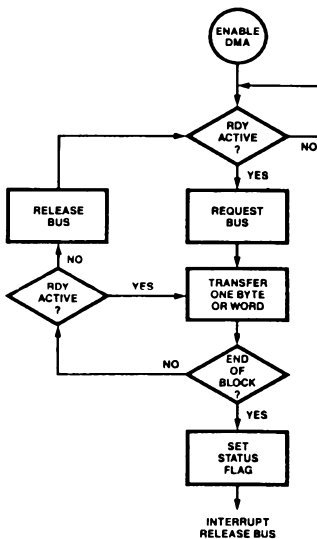 ENABLE
DMA
RDY
ACTIVE
?
NO
YES
RELEASE
BUS
REQUEST
BUS
NO
RDY
ACTIVE
?
YES
TRANSFER
ONE BYTE
OR WORD
NO
END
OF
BLOCK
?
YES
SET
STATUS
FLAG
INTERRUPT
RELEASE BUS